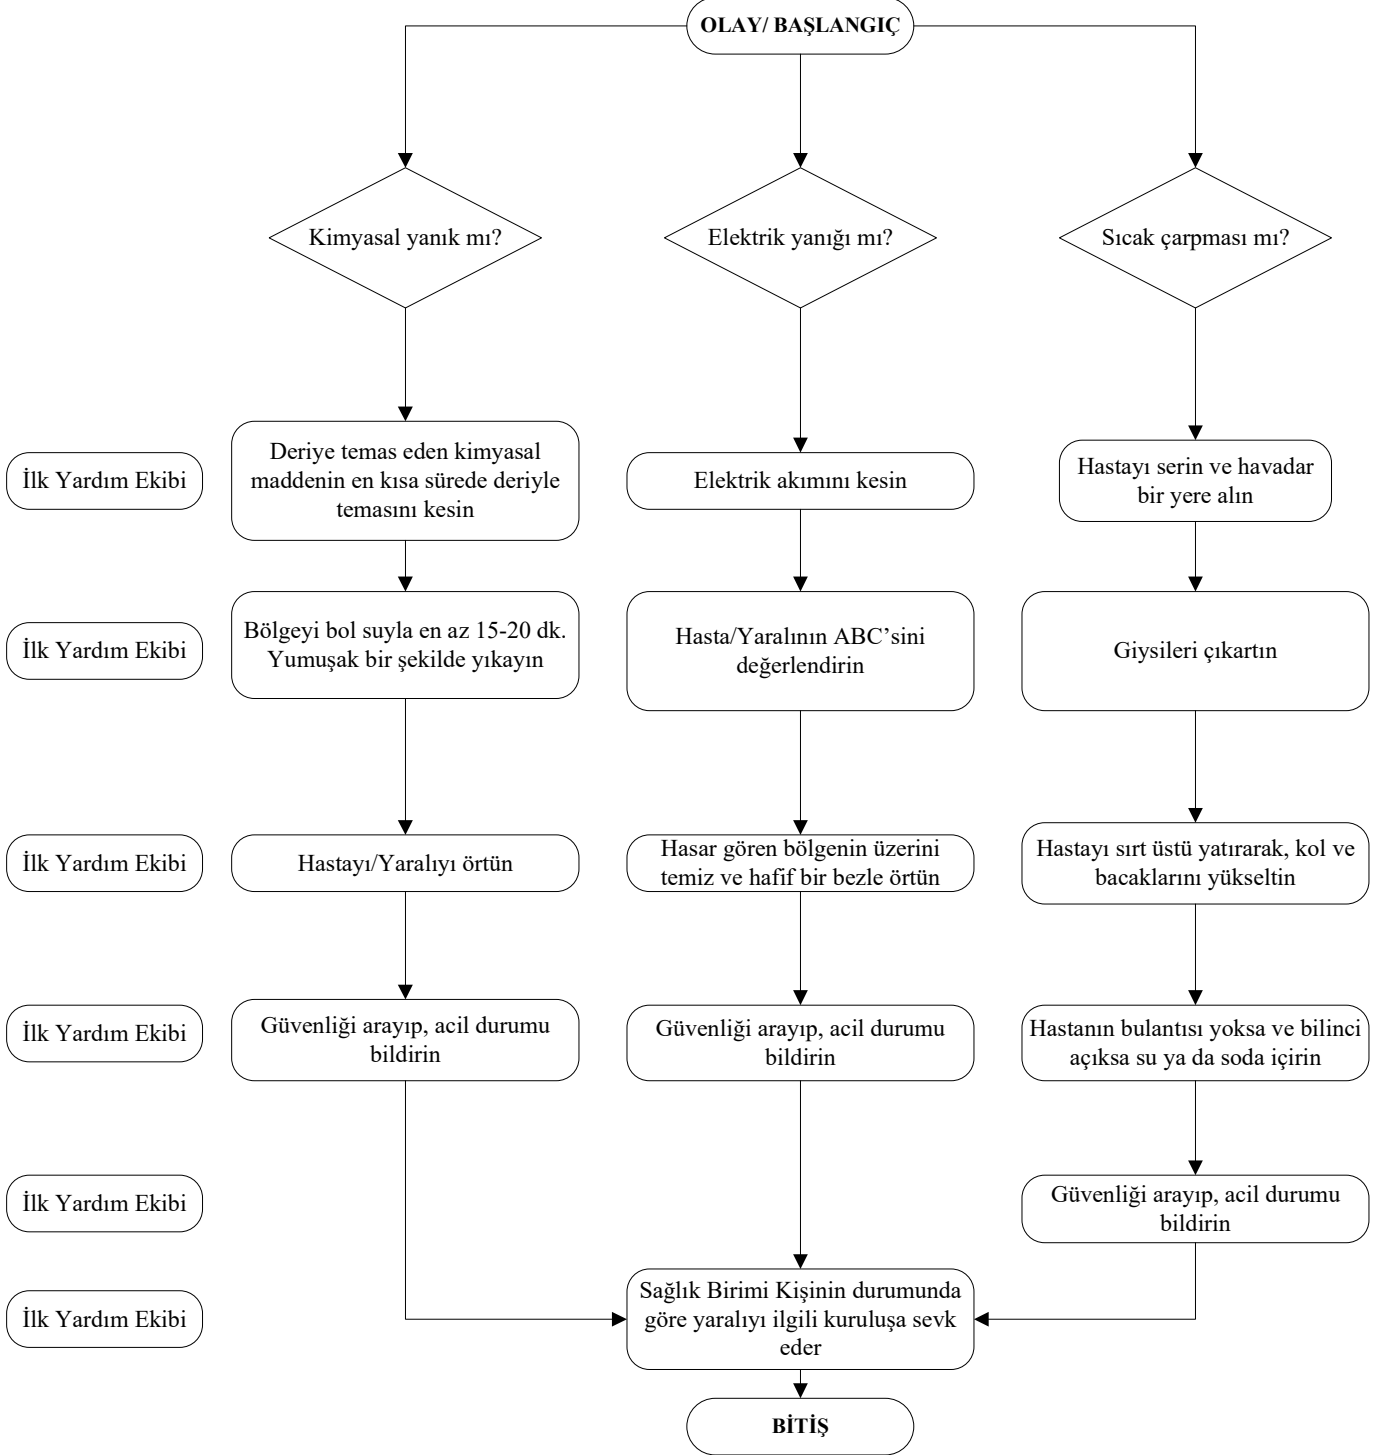 OLAY/ BAŞLANGIÇ
Kimyasal yanık mı?
Elektrik yanığı mı?
Sıcak çarpması mı?
İlk Yardım Ekibi
Deriye temas eden kimyasal
maddenin en kısa sürede deriyle
temasını kesin
Elektrik akımını kesin
Hastayı serin ve havadar
bir yere alın
İlk Yardım Ekibi
Bölgeyi bol suyla en az 15-20 dk.
Yumuşak bir şekilde yıkayın
Hasta/Yaralının ABC’sini
değerlendirin
Giysileri çıkartın
İlk Yardım Ekibi
Hastayı/Yaralıyı örtün
Hasar gören bölgenin üzerini
temiz ve hafif bir bezle örtün
Hastayı sırt üstü yatırarak, kol ve
bacaklarını yükseltin
İlk Yardım Ekibi
Güvenliği arayıp, acil durumu
bildirin
Güvenliği arayıp, acil durumu
bildirin
Hastanın bulantısı yoksa ve bilinci
açıksa su ya da soda içirin
İlk Yardım Ekibi
Güvenliği arayıp, acil durumu
bildirin
İlk Yardım Ekibi
Sağlık Birimi Kişinin durumunda
göre yaralıyı ilgili kuruluşa sevk
eder
BİTİŞ